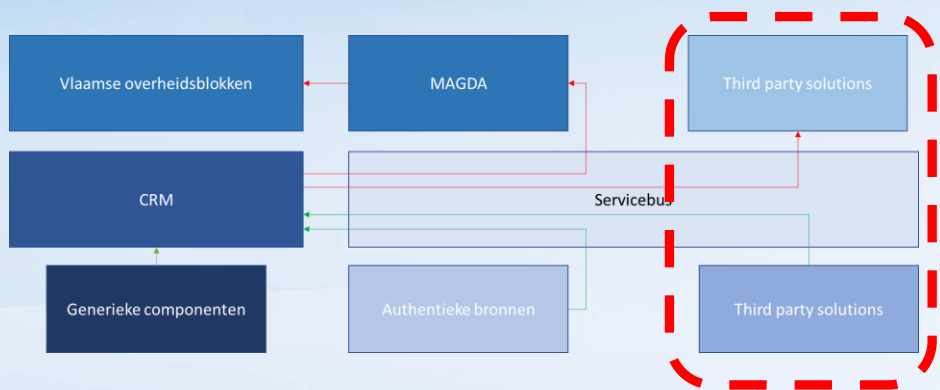 Vlaamse overheidsblokken
MAGDA
Third party solutions
CRM
Servicebus
Generieke componenten
Authentieke bronnen
Third party solutions